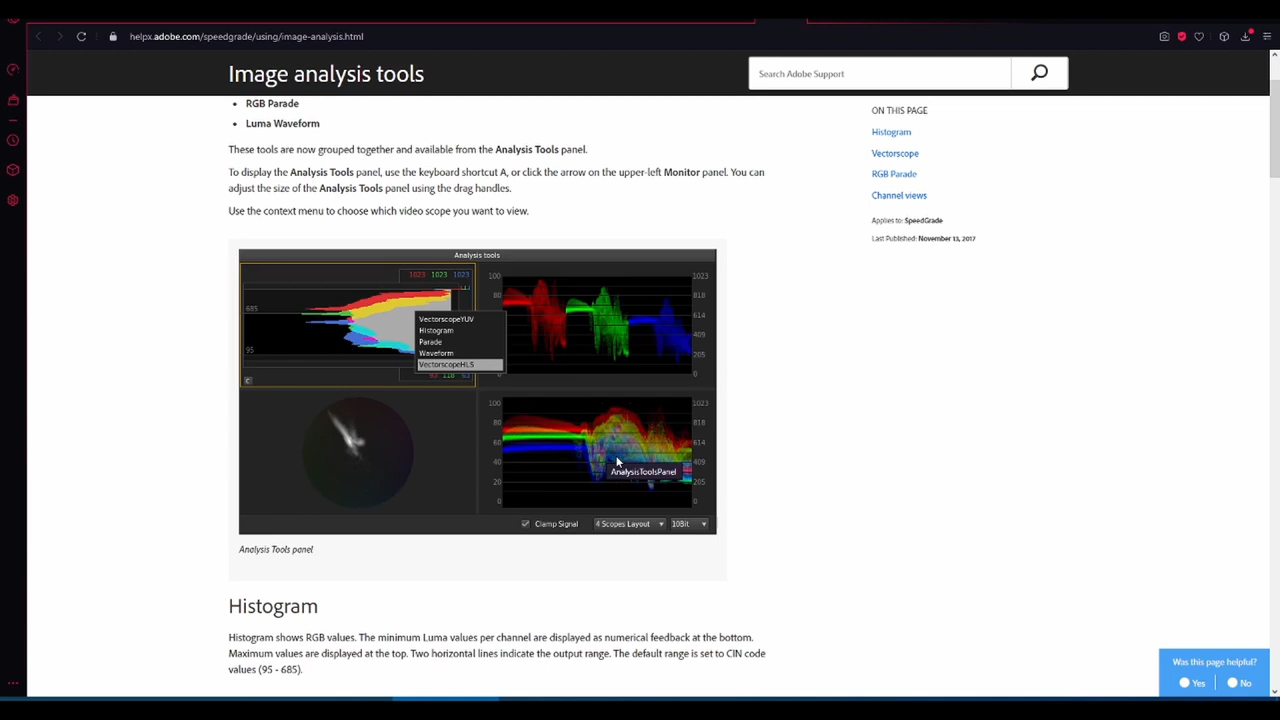 helpx.adobe.com/speedgrade/using/image-analysis.html
Image analysis tools
Search Adobe Support
RGB Parade
Luma Waveform
These tools are now grouped together and available from the Analysis Tools panel.
To display the Analysis Tools panel, use the keyboard shortcut A, or click the arrow on the upper-left Monitor panel. You can
adjust the size of the Analysis Tools panel using the drag handles.
Use the context menu to choose which video scope you want to view.
ON THIS PAGE
Histogram
Vectorscope
RGB Parade
Channel views
Applies to: SpeedGrade
Last Published: November 13, 2017
Analysis tools
1023 1023 1023
685
95
VectorscopeYUV
Histogram
Parade
Waveform
VectorscopeHLS
100 1023
80 818
614
409
205
0
100 1023
80 818
60 614
40 409
20 205
0 0
AnalysisToolsPanel
Clamp Signal 4 Scopes Layout 10Bit
Analysis Tools panel
Histogram
Histogram shows RGB values. The minimum Luma values per channel are displayed as numerical feedback at the bottom.
Maximum values are displayed at the top. Two horizontal lines indicate the output range. The default range is set to CIN code
values (95 - 685).
Was this page helpful?
Yes No